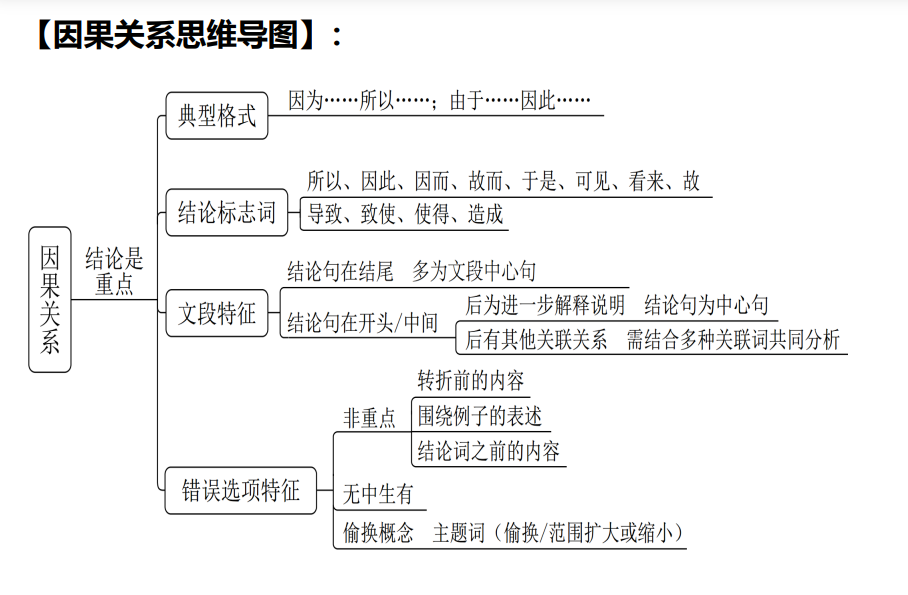 【因果关系思维导图】：
因果关系
结论是
重点
典型格式
因为……所以……；由于……因此……
结论标志词
所以、因此、因而、故而、于是、可见、看来、故
导致、致使、使得、造成
文段特征
结论句在结尾 多为文段中心句
结论句在开头/中间
后为进一步解释说明 结论句为中心句
后有其他关联关系 需结合多种关联词共同分析
错误选项特征
非重点
转折前的内容
围绕例子的表述
结论词之前的内容
无中生有
偷换概念 主题词（偷换/范围扩大或缩小）